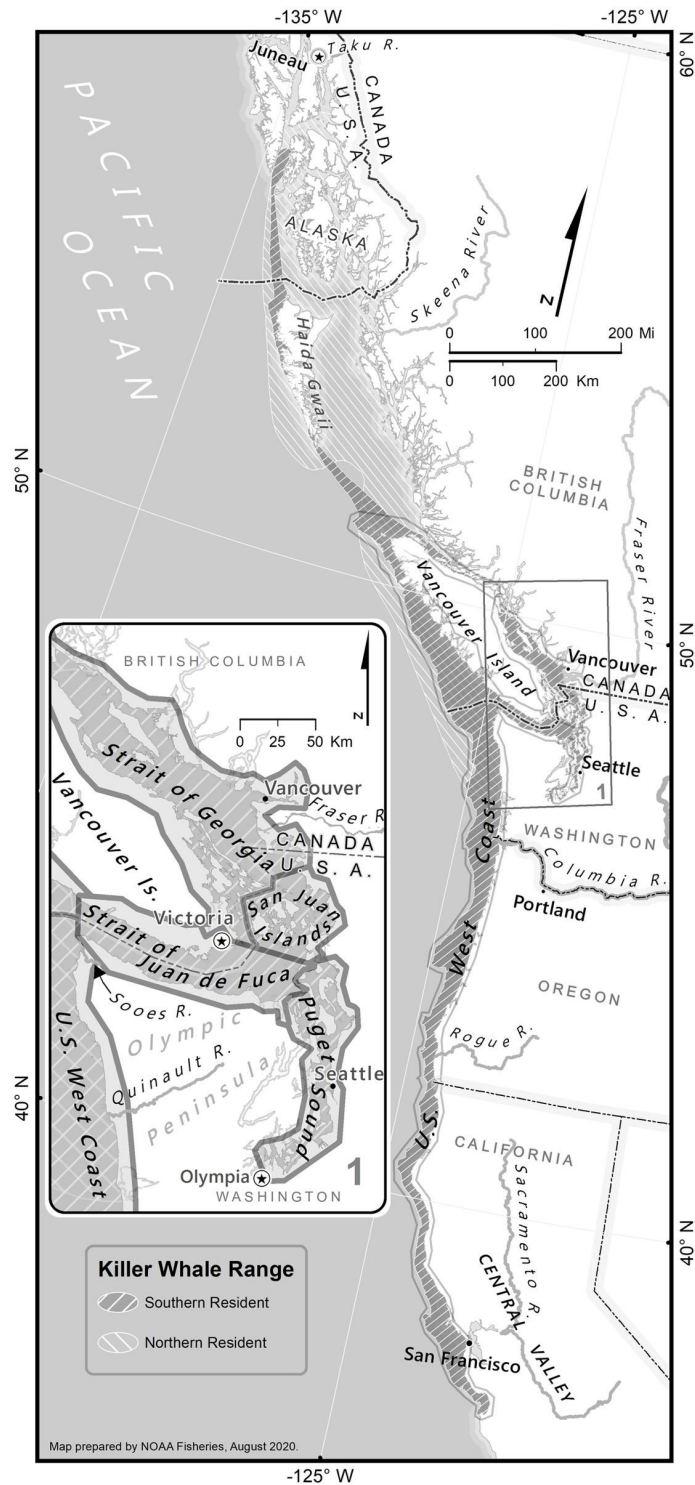 -135° W
-125° W
60° N
Juneau
Taku R.
CANADA
U. S. A.
PACIFIC
OCEAN
ALASKA
Skeena River
N
0 100 200 Mi
0 100 200 Km
Haida Gwaii
50° N
BRITISH
COLUMBIA
Fraser River
Vancouver Island
50° N
Vancouver
CANADA
U. S. A.
Seattle
1
WASHINGTON
Columbia R.
Portland
U.S. West Coast
OREGON
Rogue R.
CALIFORNIA
Sacramento R.
CENTRAL VALLEY
San Francisco
40° N
40° N
BRITISH COLUMBIA
N
0 25 50 Km
Strait of Georgia
Vancouver
Fraser R
CANADA
U. S. A.
Vancouver Is.
Victoria
San Juan
Islands
Strait of
Juan de Fuca
Sooes R.
Olympic
Peninsula
Quinault R.
Puget Sound
Seattle
U.S. West Coast
Olympia
WASHINGTON
1
Killer Whale Range
Southern Resident
Northern Resident
Map prepared by NOAA Fisheries, August 2020.
-125° W